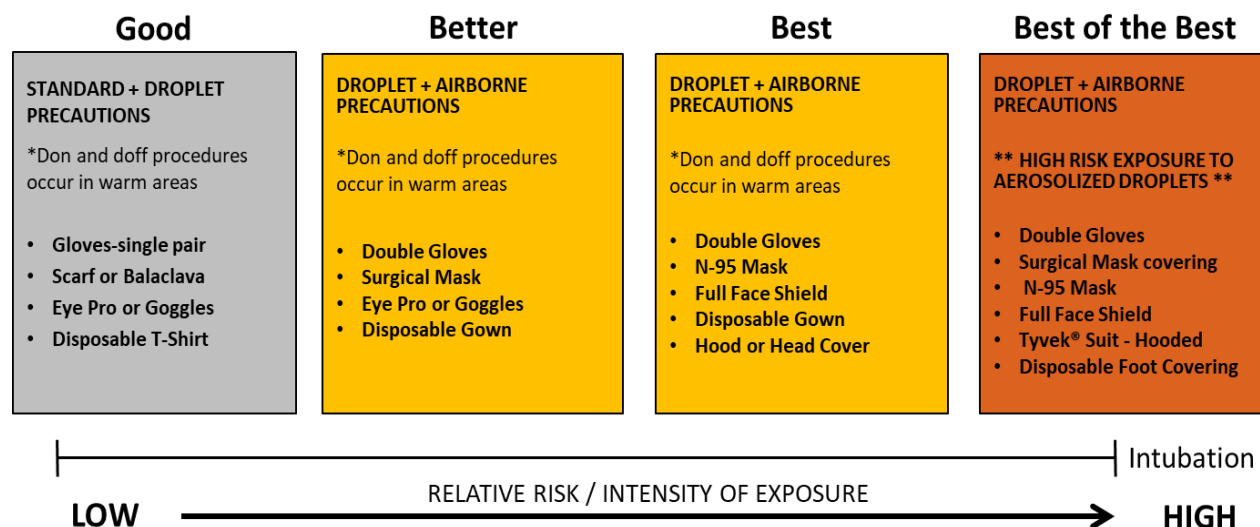 Good
STANDARD + DROPLET
PRECAUTIONS
*Don and doff procedures
occur in warm areas
• Gloves-single pair
• Scarf or Balaclava
• Eye Pro or Goggles
• Disposable T-Shirt
Better
DROPLET + AIRBORNE
PRECAUTIONS
*Don and doff procedures
occur in warm areas
• Double Gloves
• Surgical Mask
• Eye Pro or Goggles
• Disposable Gown
Best
DROPLET + AIRBORNE
PRECAUTIONS
*Don and doff procedures
occur in warm areas
• Double Gloves
• N-95 Mask
• Full Face Shield
• Disposable Gown
• Hood or Head Cover
Best of the Best
DROPLET + AIRBORNE
PRECAUTIONS
** HIGH RISK EXPOSURE TO
AEROSOLIZED DROPLETS **
• Double Gloves
• Surgical Mask covering
• N-95 Mask
• Full Face Shield
• Tyvek® Suit - Hooded
• Disposable Foot Covering
Intubation
RELATIVE RISK / INTENSITY OF EXPOSURE
LOW
HIGH